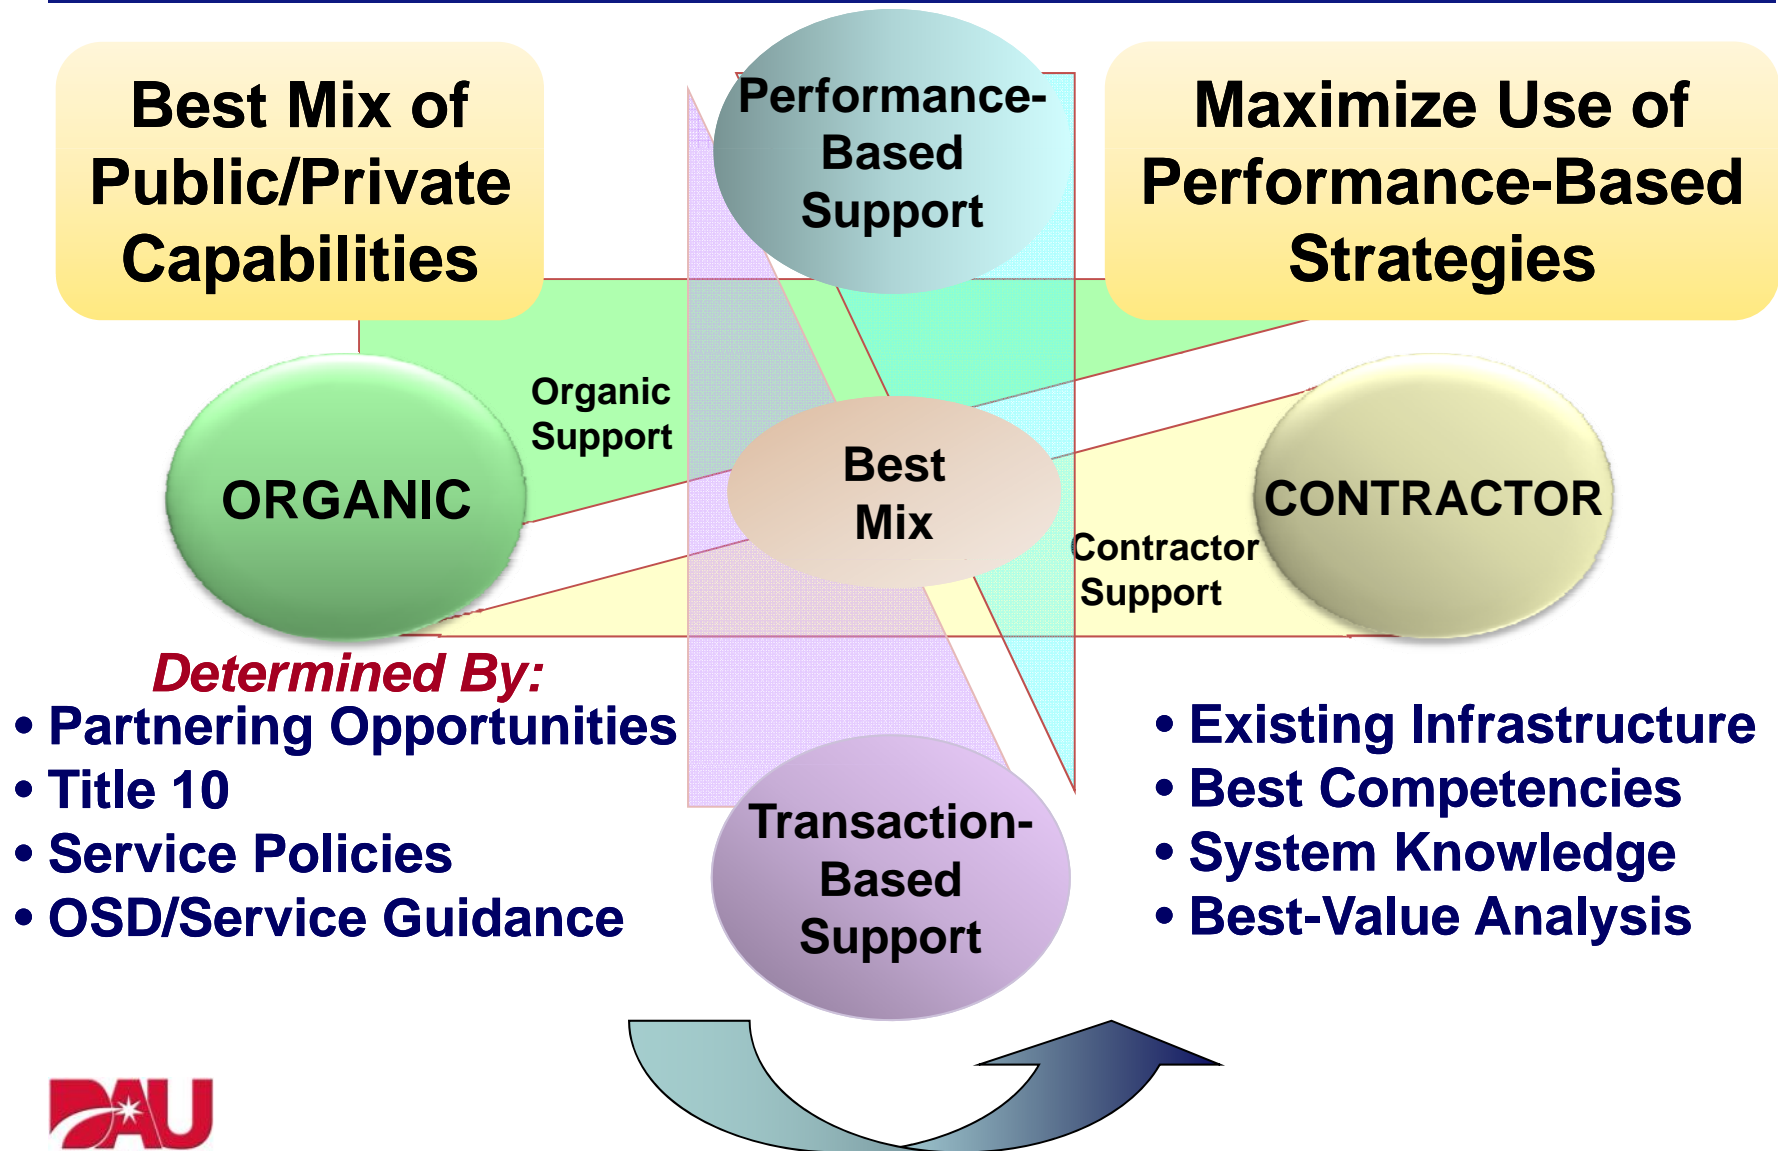 Best Mix of
Public/Private
Capabilities
Performance-
Based
Support
Maximize Use of
Performance-Based
Strategies
Organic
Support
ORGANIC
Best
Mix
CONTRACTOR
Contractor
Support
Determined By:
• Partnering Opportunities
• Title 10
• Service Policies
• OSD/Service Guidance
Transaction-
Based
Support
• Existing Infrastructure
• Best Competencies
• System Knowledge
• Best-Value Analysis
DAU